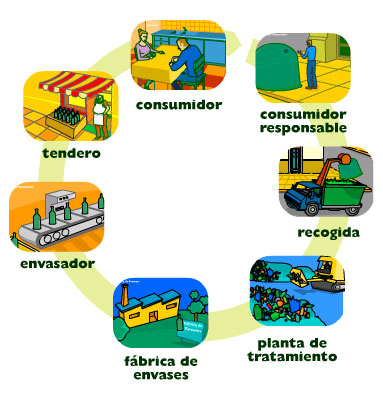 consumidor
consumidor
responsable
recogida
planta de
tratamiento
fábrica de
envases
envasador
tendero